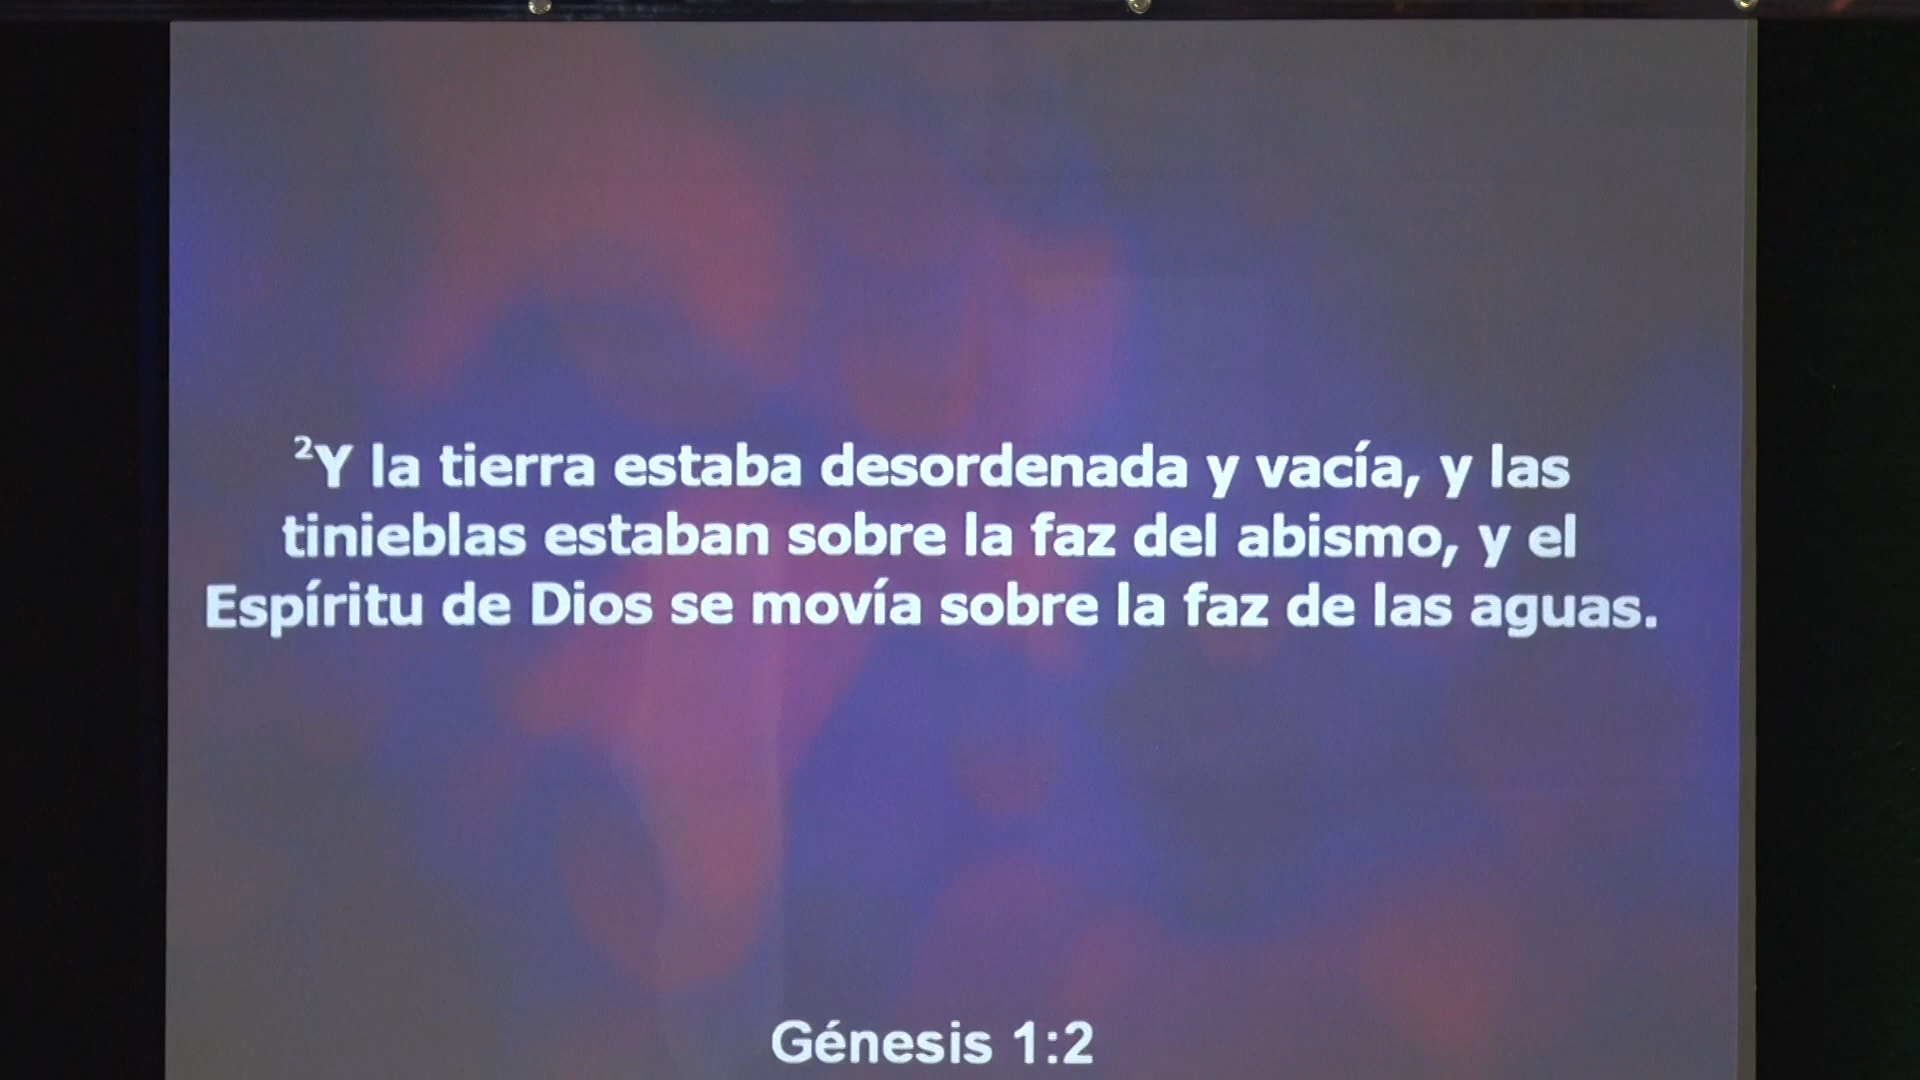 ²Y la tierra estaba desordenada y vacía, y las
tinieblas estaban sobre la faz del abismo, y el
Espíritu de Dios se movía sobre la faz de las aguas.
Génesis 1:2